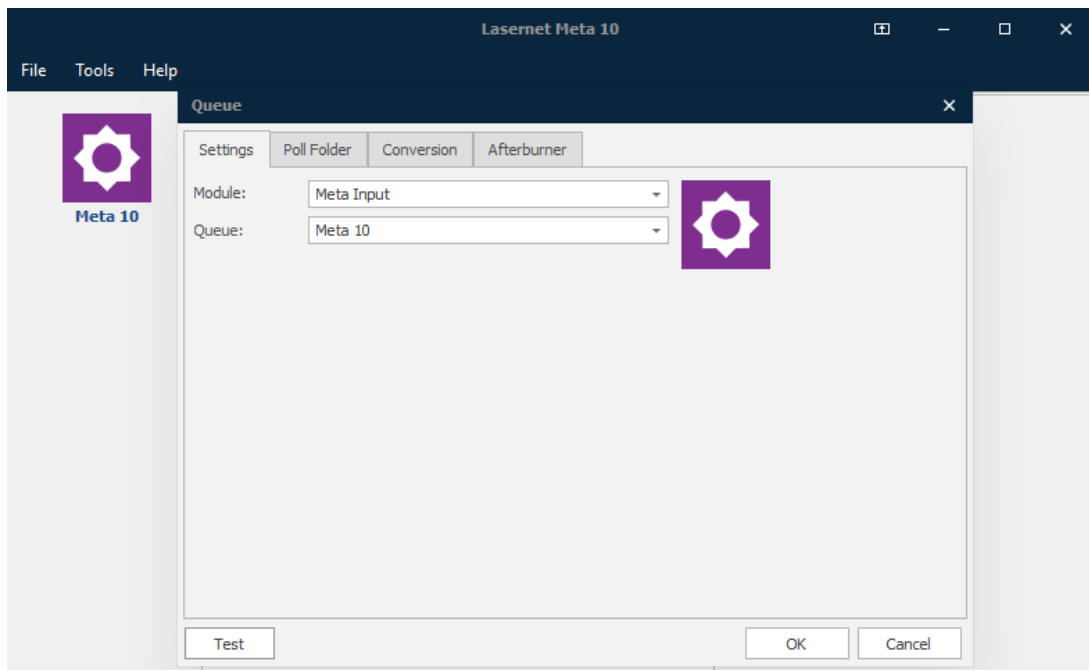 Lasernet Meta 10
File Tools Help
Queue
Settings Poll Folder Conversion Afterburner
Module: Meta Input
Queue: Meta 10
Meta 10
Test OK Cancel